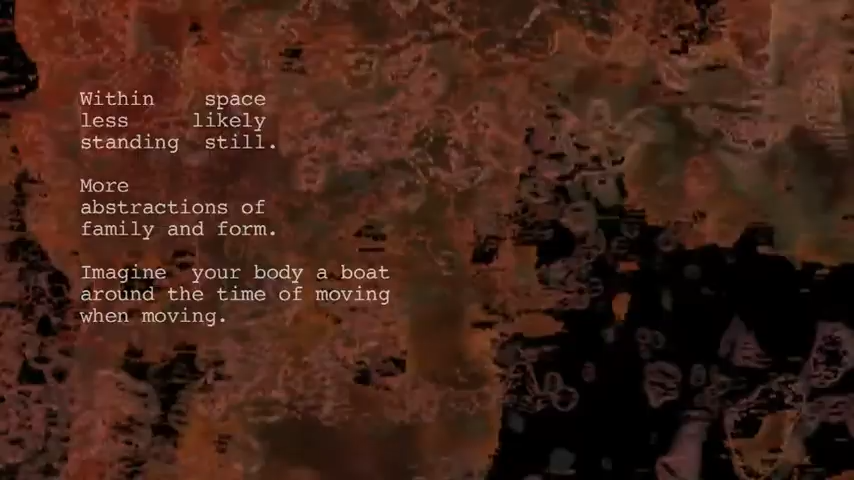 Within    space
less     likely
standing  still.

More
abstractions of
family and form.

Imagine  your body a boat
around the time of moving
when moving.